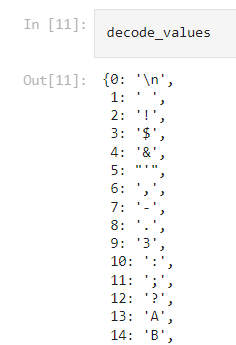 In [11]:
decode_values
Out[11]:
{0: '\n',
1: ' ',
2: '!',
3: '$',
4: '&',
5: "'",
6: ',',
7: '-',
8: '.',
9: '3',
10: ':',
11: ';',
12: '?',
13: 'A',
14: 'B',